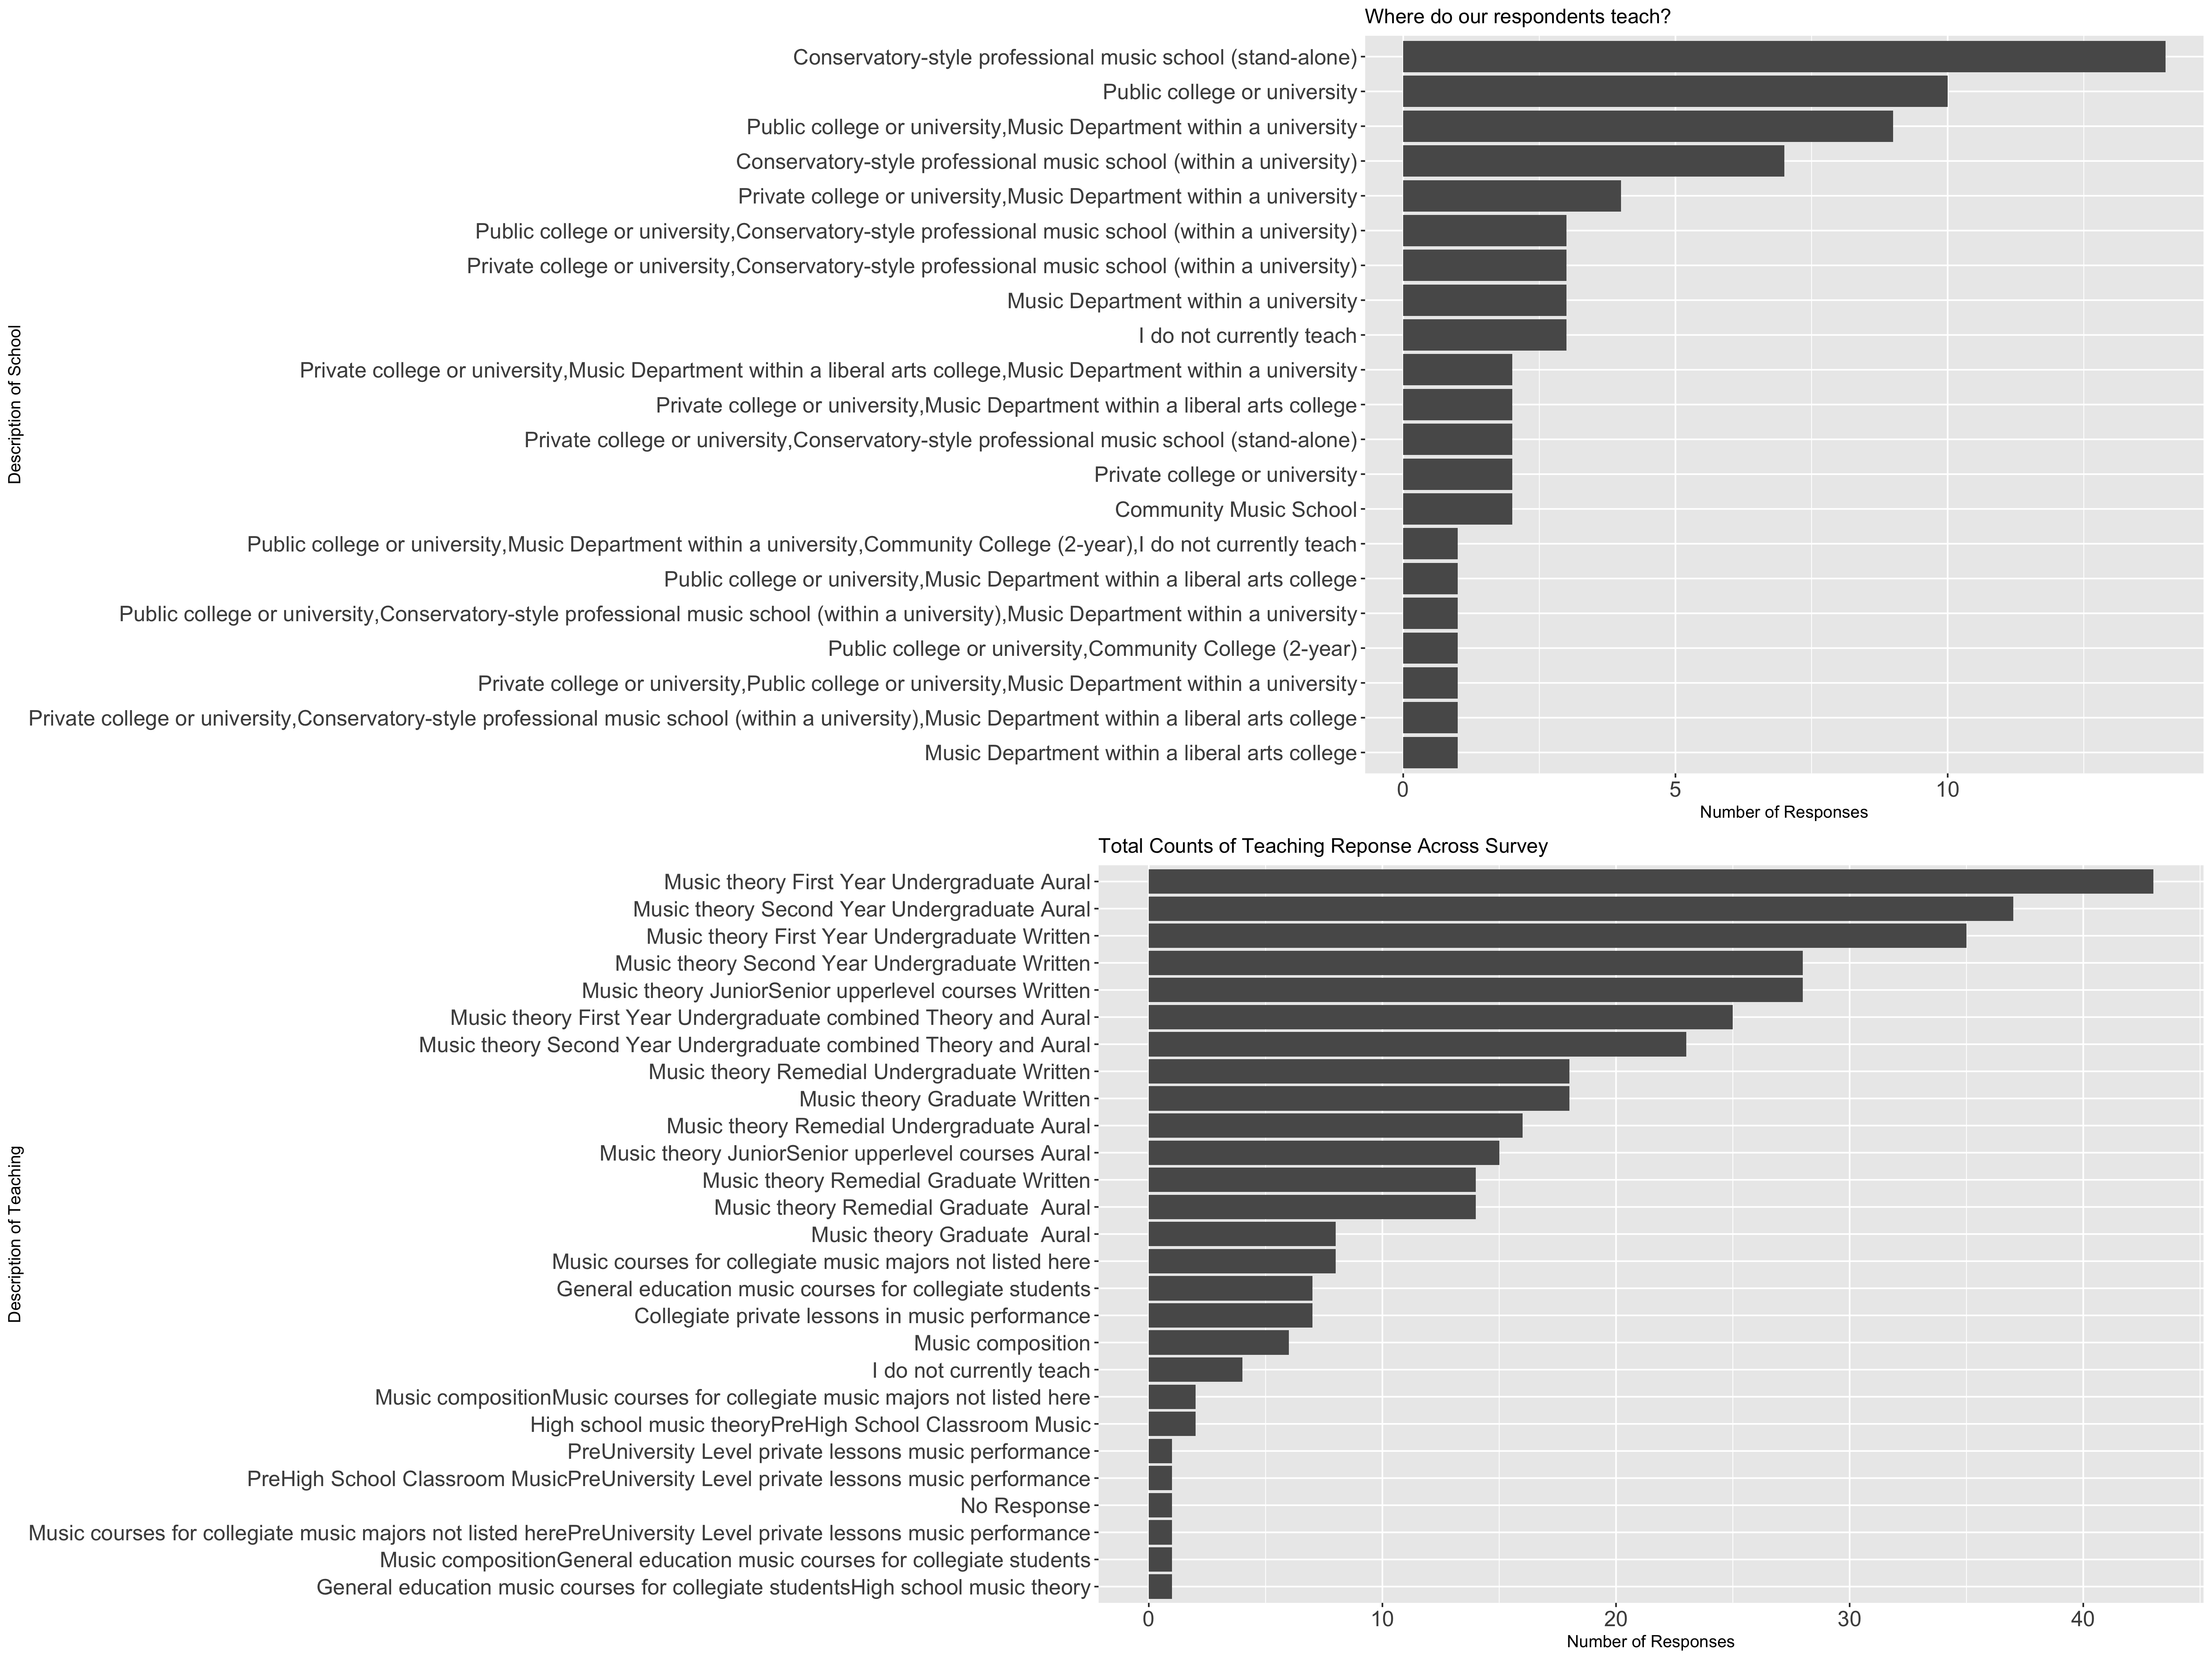 Where do our respondents teach?
Conservatory-style professional music school (stand-alone)
Public college or university
Public college or university,Music Department within a university
Conservatory-style professional music school (within a university)
Private college or university,Music Department within a university
Public college or university,Conservatory-style professional music school (within a university)
Private college or university,Conservatory-style professional music school (within a university)
Music Department within a university
I do not currently teach
Private college or university,Music Department within a liberal arts college,Music Department within a university
Private college or university,Music Department within a liberal arts college
Private college or university,Conservatory-style professional music school (stand-alone)
Private college or university
Community Music School
Public college or university,Music Department within a university,Community College (2-year),I do not currently teach
Public college or university,Music Department within a liberal arts college
Public college or university,Conservatory-style professional music school (within a university),Music Department within a university
Public college or university,Community College (2-year)
Private college or university,Public college or university,Music Department within a university
Private college or university,Conservatory-style professional music school (within a university),Music Department within a liberal arts college
Music Department within a liberal arts college
Description of School
0 5 10
Number of Responses
Total Counts of Teaching Reponse Across Survey
Music theory First Year Undergraduate Aural
Music theory Second Year Undergraduate Aural
Music theory First Year Undergraduate Written
Music theory Second Year Undergraduate Written
Music theory JuniorSenior upperlevel courses Written
Music theory First Year Undergraduate combined Theory and Aural
Music theory Second Year Undergraduate combined Theory and Aural
Music theory Remedial Undergraduate Written
Music theory Graduate Written
Music theory Remedial Undergraduate Aural
Music theory JuniorSenior upperlevel courses Aural
Music theory Remedial Graduate Written
Music theory Remedial Graduate  Aural
Music theory Graduate  Aural
Music courses for collegiate music majors not listed here
General education music courses for collegiate students
Collegiate private lessons in music performance
Music composition
I do not currently teach
Music compositionMusic courses for collegiate music majors not listed here
High school music theoryPreHigh School Classroom Music
PreUniversity Level private lessons music performance
PreHigh School Classroom MusicPreUniversity Level private lessons music performance
No Response
Music courses for collegiate music majors not listed herePreUniversity Level private lessons music performance
Music compositionGeneral education music courses for collegiate students
General education music courses for collegiate studentsHigh school music theory
Description of Teaching
0 10 20 30 40
Number of Responses